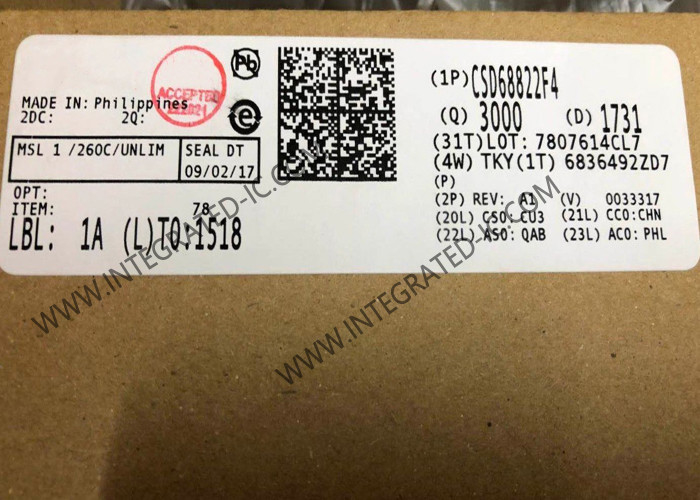 Pb
ACCEPTED
MADE IN: Philippines
2DC: 2Q:
e
MSL 1 /260C/UNLIM
SEAL DT
09/02/17
OPT:
ITEM: 78
LBL: 1A (L)TO:1518
(1P)CSD68822F4
(Q) 3000 (D) 1731
(31T)LOT: 7807614CL7
(4W) TKY(1T) 6836492ZD7
(P)
(2P) REV: A1 (V) 0033317
(20L) CSO: CU3 (21L) CCO:CHN
(22L) ASO: QAB (23L) ACO: PHL
WWW.INTEGRATED-IC.COM
WWW.INTEGRATED-IC.COM